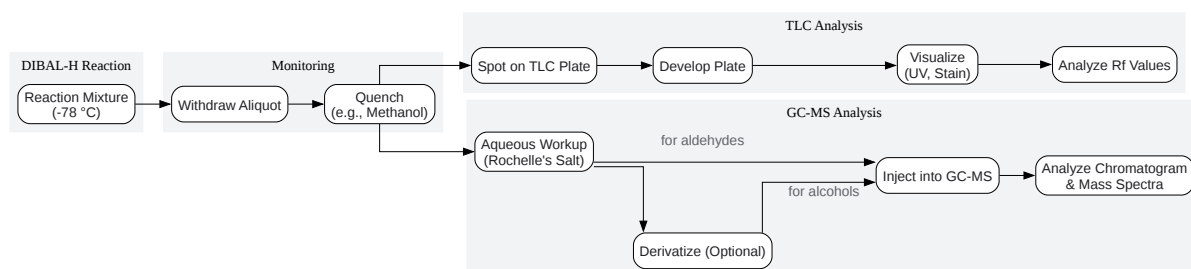 DIBAL-H Reaction
Reaction Mixture
(-78 °C)
Monitoring
Withdraw Aliquot
Quench
(e.g., Methanol)
TLC Analysis
Spot on TLC Plate
Develop Plate
Visualize
(UV, Stain)
Analyze Rf Values
GC-MS Analysis
Aqueous Workup
(Rochelle's Salt)
for aldehydes
Derivatize (Optional)
for alcohols
Inject into GC-MS
Analyze Chromatogram
& Mass Spectra